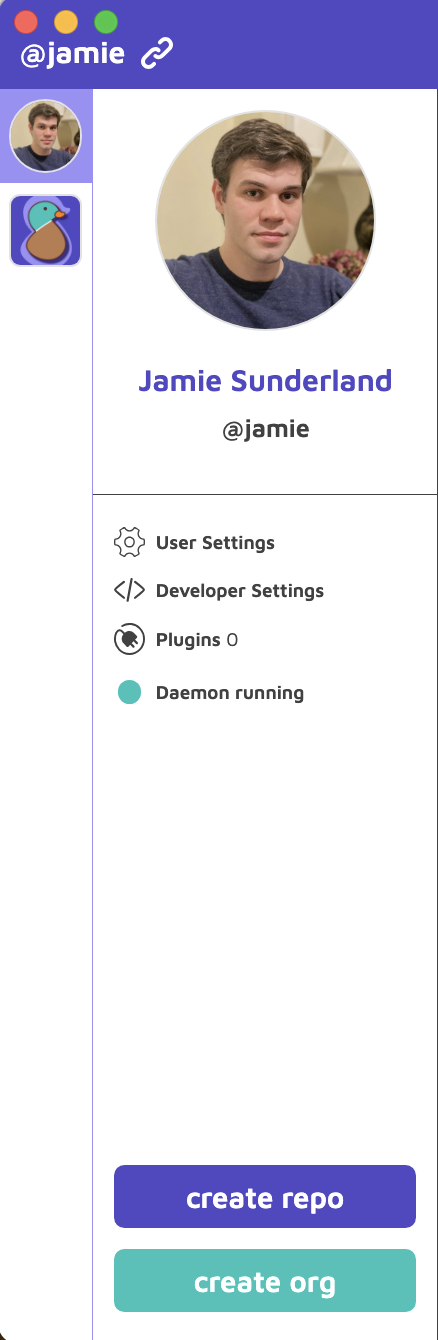 @jamie
Jamie Sunderland
@jamie
User Settings
Developer Settings
Plugins 0
Daemon running
create repo
create org